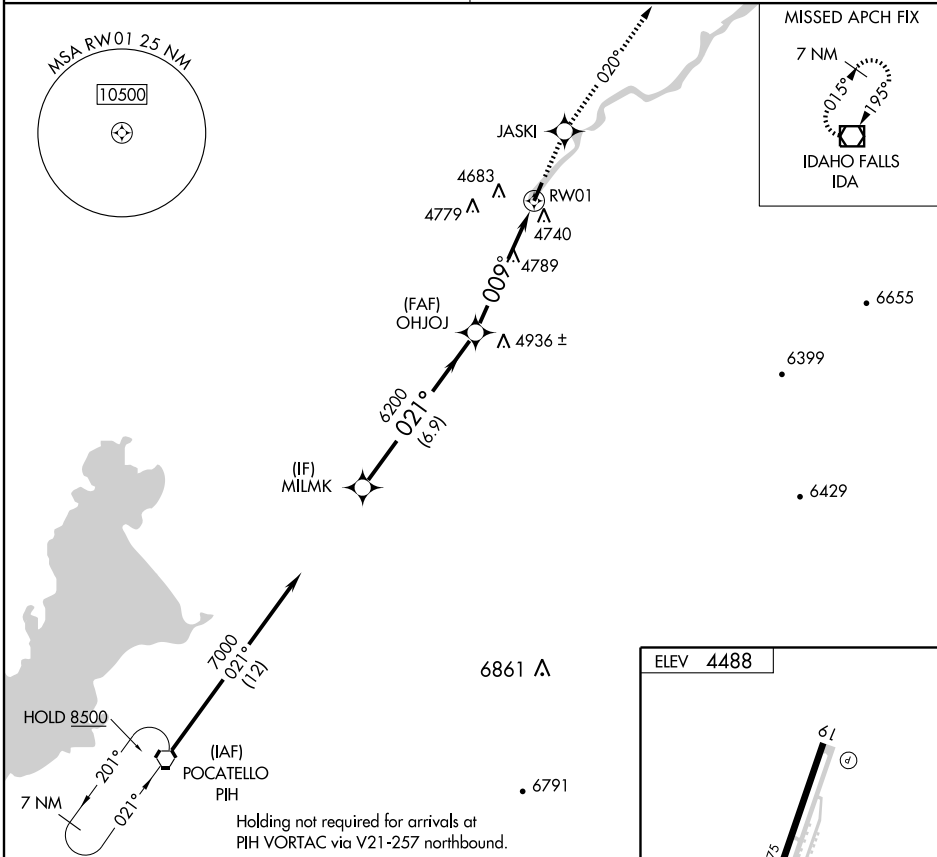 MSA RW01 25 NM
10500
MISSED APCH FIX
7 NM
015°
195°
IDAHO FALLS
IDA
020°
JASKI
4683
4779
RW01
4740
4789
009°
(FAF)
OHJOJ
4936 ±
6655
6399
6200
021°
(6.9)
(IF)
MILMK
6429
7000
021°
(12)
6861
ELEV 4488
HOLD 8500
201°
(IAF)
POCATELLO
PIH
7 NM
021°
6791
Holding not required for arrivals at
PIH VORTAC via V21-257 northbound.
19
P
75